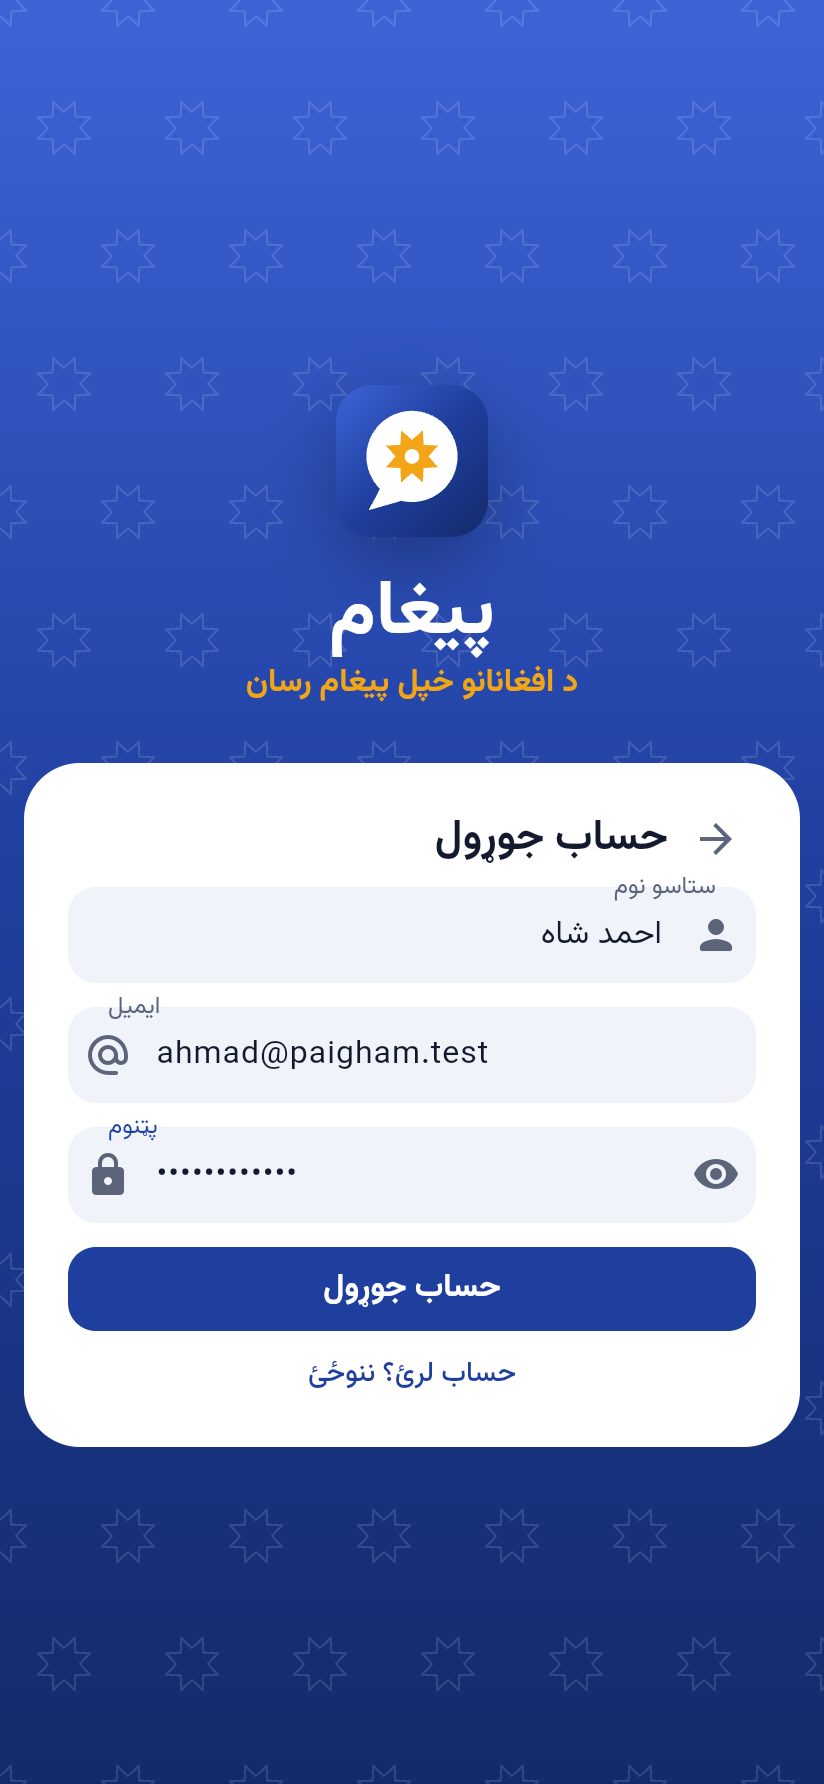 پیغام
د افغانانو خپل پیغام رسان
حساب جوړول
ستاسو نوم
احمد شاه
ایمیل
ahmad@paigham.test
پټنوم
••••••••••••
حساب جوړول
حساب لرئ؟ ننوځئ